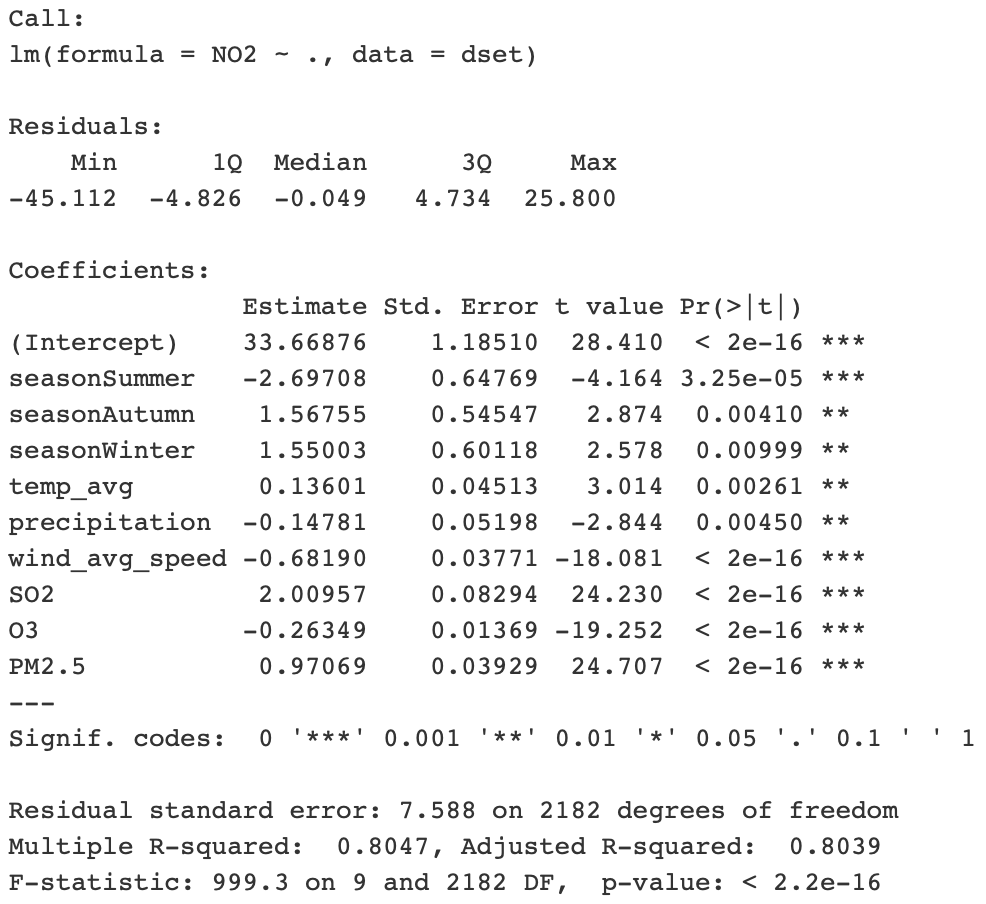 Call:
lm(formula = NO2 ~ ., data = dset)
Residuals:
Min 1Q Median 3Q Max
-45.112 -4.826 -0.049 4.734 25.800
Coefficients:
Estimate Std. Error t value Pr(>|t|)
(Intercept) 33.66876 1.18510 28.410 < 2e-16 ***
seasonSummer -2.69708 0.64769 -4.164 3.25e-05 ***
seasonAutumn 1.56755 0.54547 2.874 0.00410 **
seasonWinter 1.55003 0.60118 2.578 0.00999 **
temp_avg 0.13601 0.04513 3.014 0.00261 **
precipitation -0.14781 0.05198 -2.844 0.00450 **
wind_avg_speed -0.68190 0.03771 -18.081 < 2e-16 ***
SO2 2.00957 0.08294 24.230 < 2e-16 ***
O3 -0.26349 0.01369 -19.252 < 2e-16 ***
PM2.5 0.97069 0.03929 24.707 < 2e-16 ***
---
Signif. codes: 0 '***' 0.001 '**' 0.01 '*' 0.05 '.' 0.1 ' ' 1
Residual standard error: 7.588 on 2182 degrees of freedom
Multiple R-squared: 0.8047, Adjusted R-squared: 0.8039
F-statistic: 999.3 on 9 and 2182 DF, p-value: < 2.2e-16